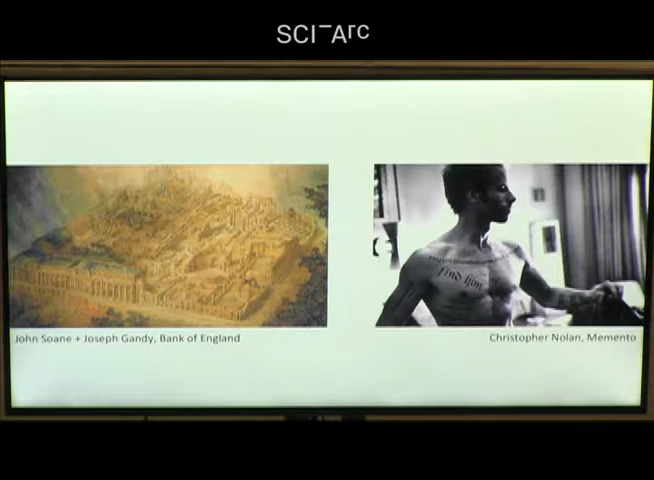 SCI-Arc
find him
John Soane + Joseph Gandy, Bank of England
Christopher Nolan, Memento